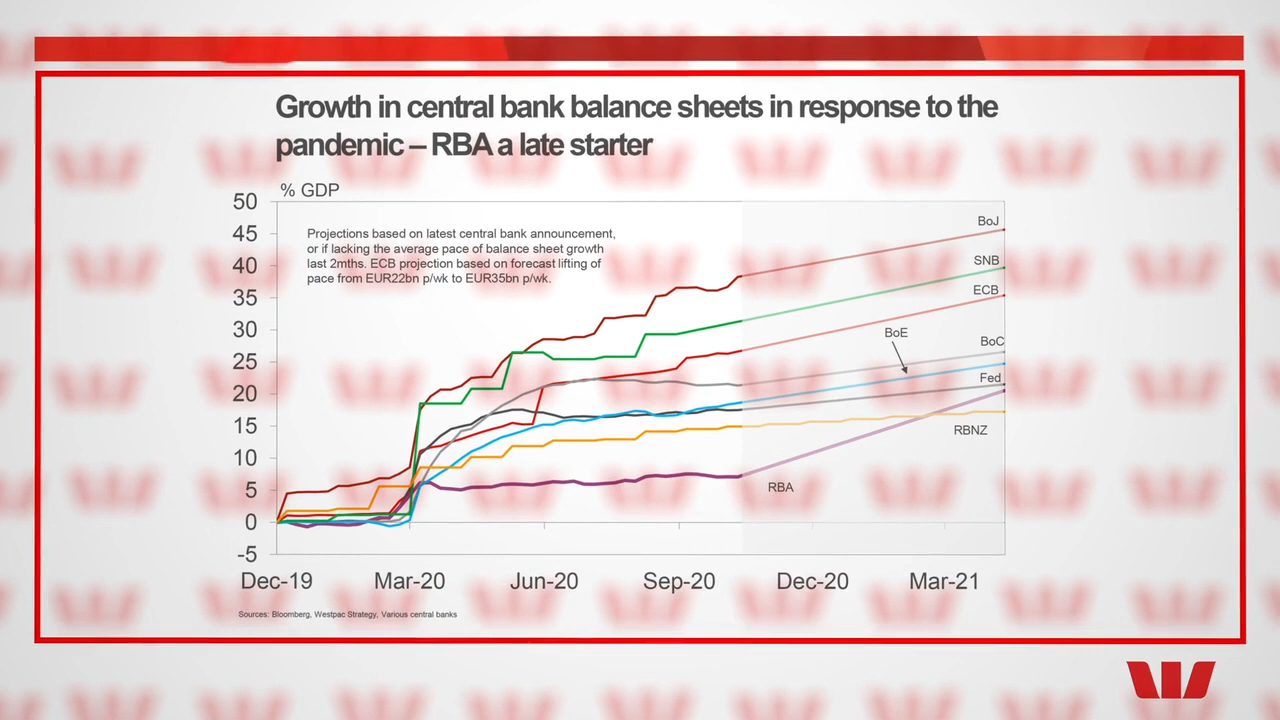 Growth in central bank balance sheets in response to the
pandemic – RBA a late starter
% GDP
50
45
40
35
30
25
20
15
10
5
0
-5
Projections based on latest central bank announcement,
or if lacking the average pace of balance sheet growth
last 2mths. ECB projection based on forecast lifting of
pace from EUR22bn p/wk to EUR35bn p/wk.
BoJ
SNB
ECB
BoE
BoC
Fed
RBNZ
RBA
Dec-19 Mar-20 Jun-20 Sep-20 Dec-20 Mar-21
Sources: Bloomberg, Westpac Strategy, Various central banks